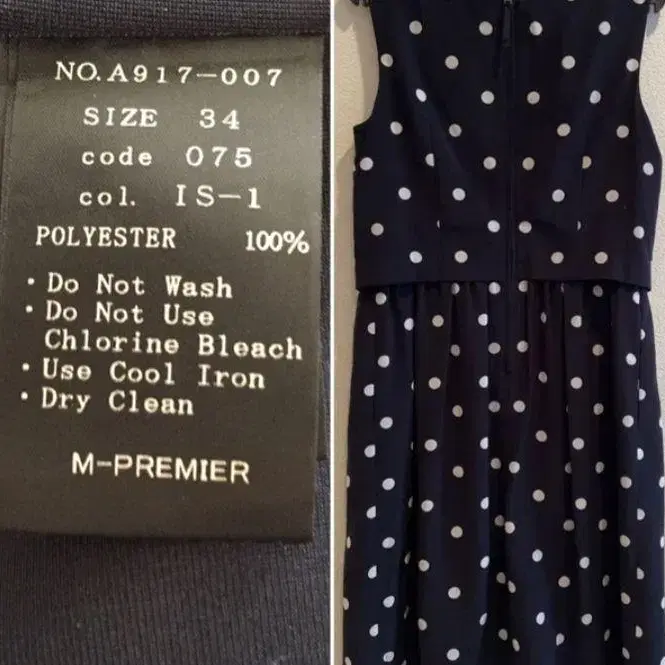 NO.A917-007
SIZE 34
code 075
col. IS-1
POLYESTER 100%
・Do Not Wash
・Do Not Use
Chlorine Bleach
・Use Cool Iron
・Dry Clean
M-PREMIER